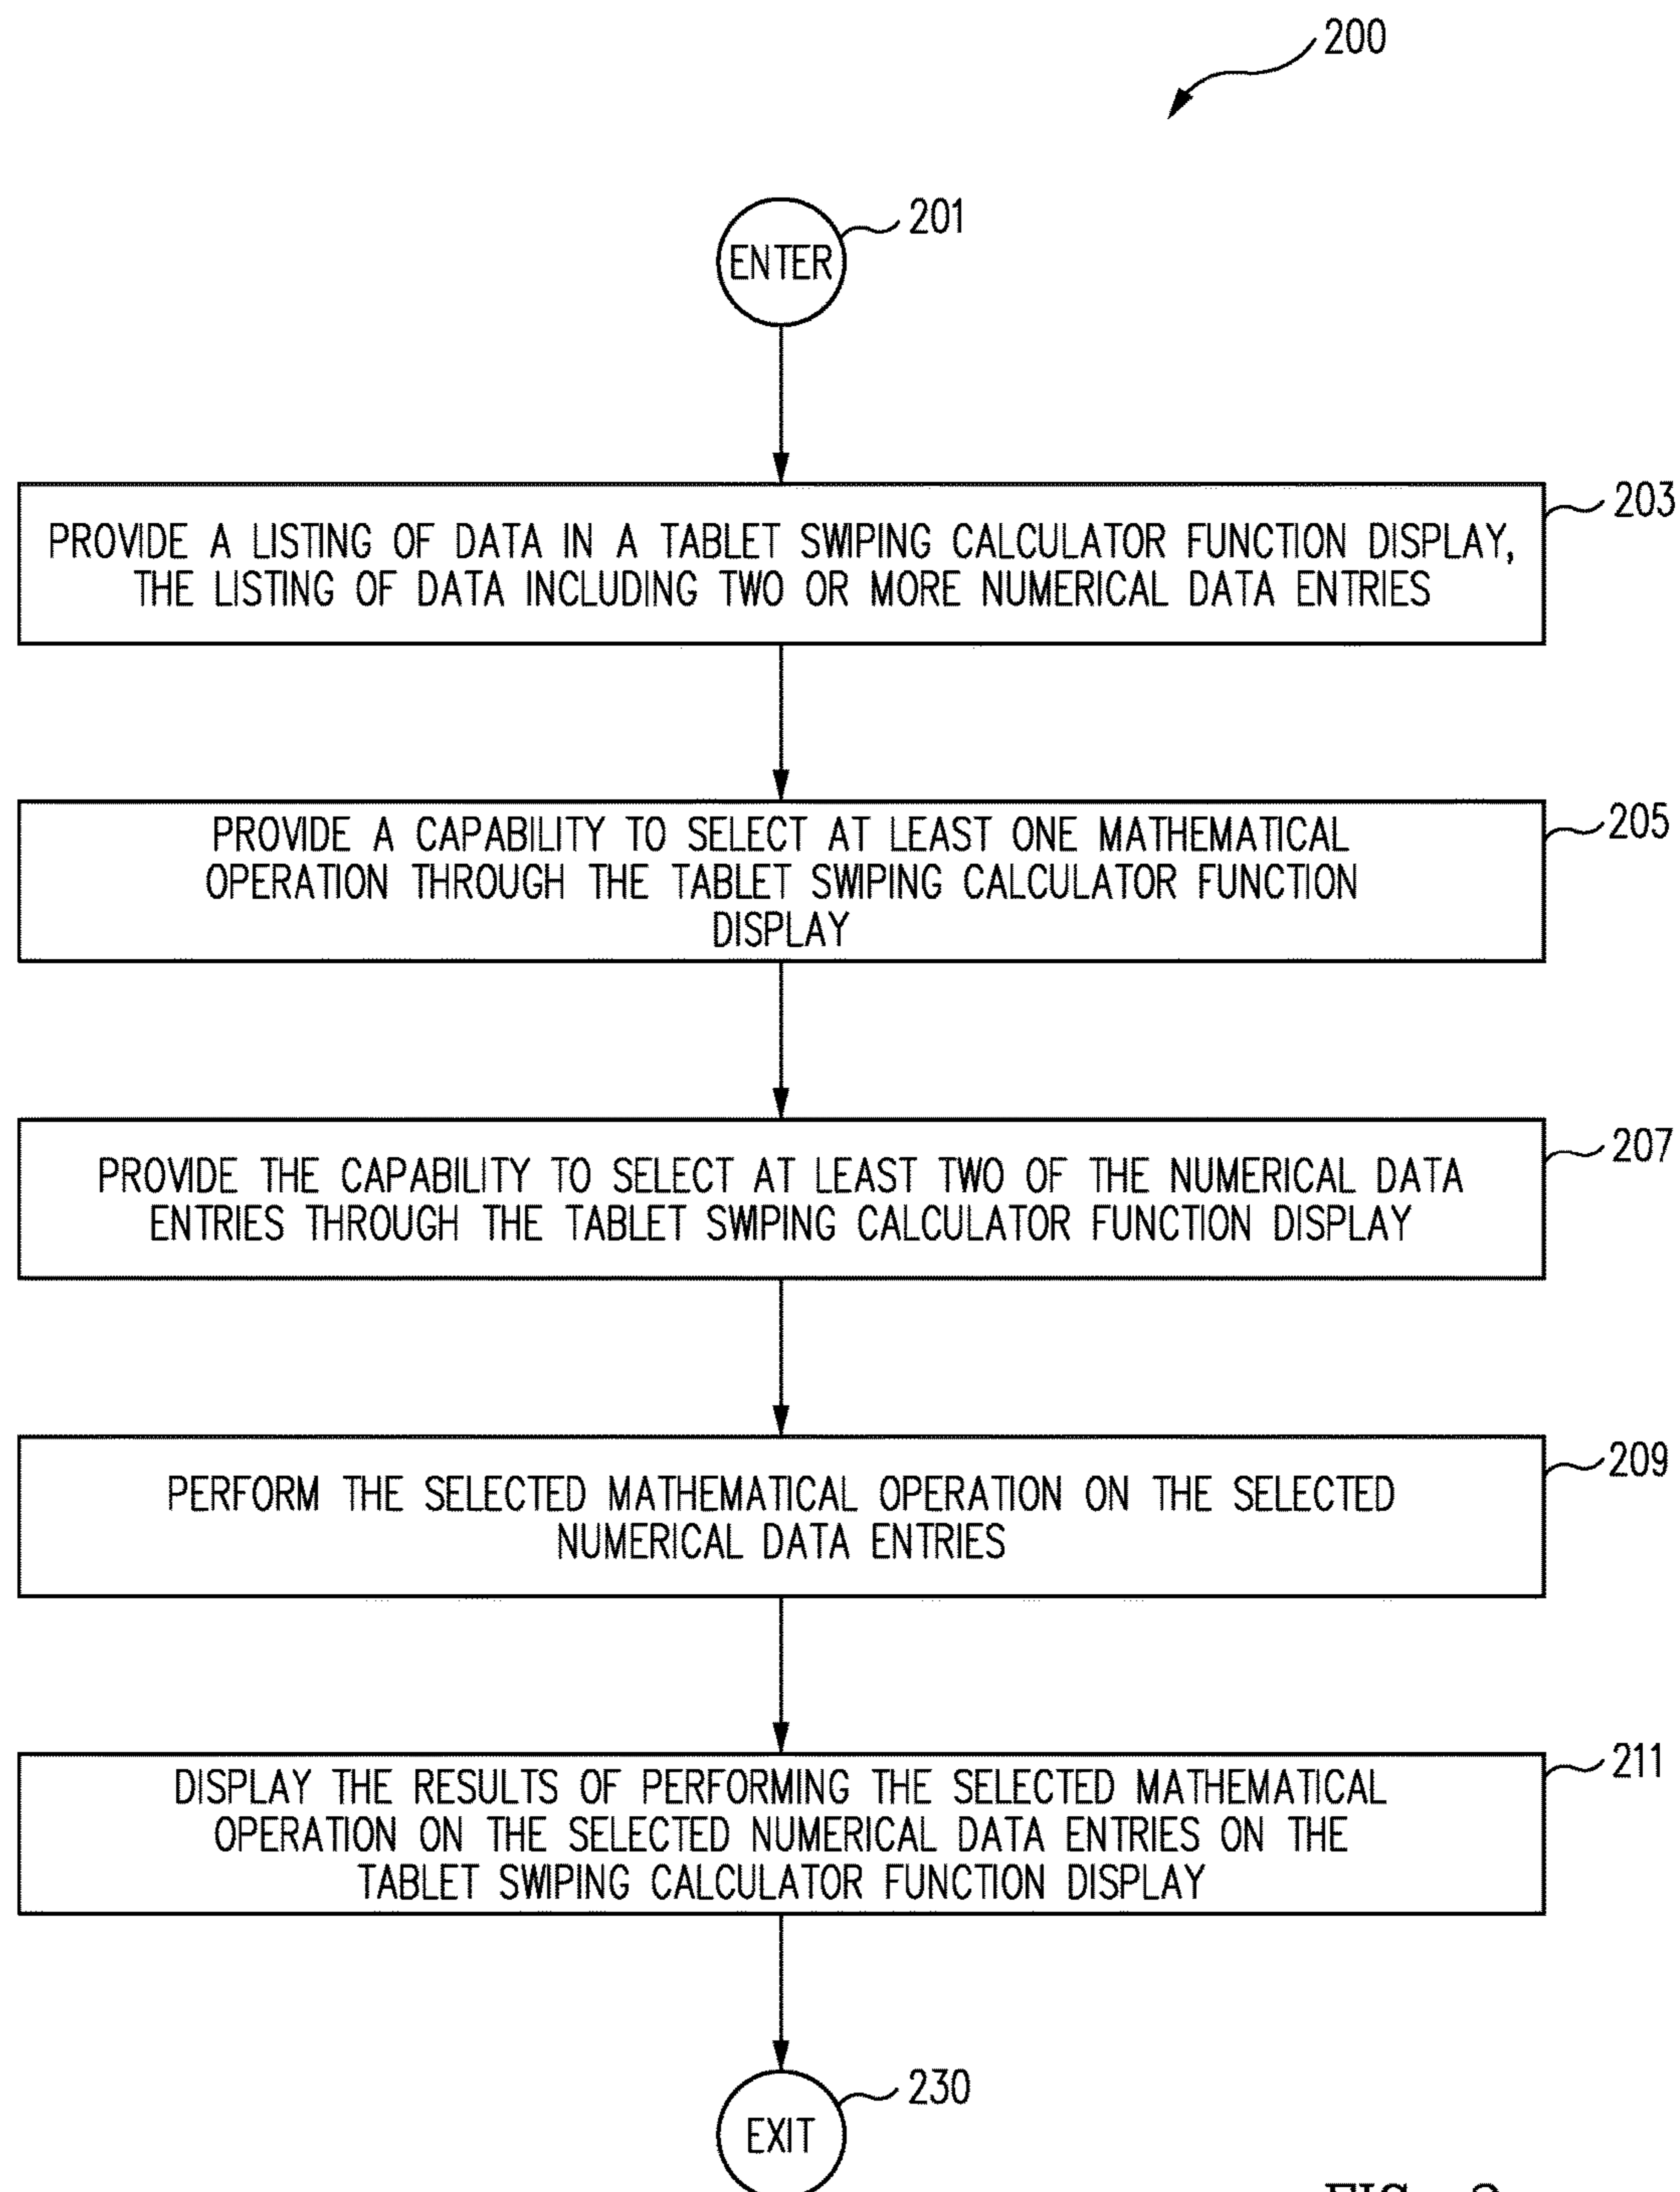 200
201
ENTER
203
PROVIDE A LISTING OF DATA IN A TABLET SWIPING CALCULATOR FUNCTION DISPLAY,
THE LISTING OF DATA INCLUDING TWO OR MORE NUMERICAL DATA ENTRIES
205
PROVIDE A CAPABILITY TO SELECT AT LEAST ONE MATHEMATICAL
OPERATION THROUGH THE TABLET SWIPING CALCULATOR FUNCTION
DISPLAY
207
PROVIDE THE CAPABILITY TO SELECT AT LEAST TWO OF THE NUMERICAL DATA
ENTRIES THROUGH THE TABLET SWIPING CALCULATOR FUNCTION DISPLAY
209
PERFORM THE SELECTED MATHEMATICAL OPERATION ON THE SELECTED
NUMERICAL DATA ENTRIES
211
DISPLAY THE RESULTS OF PERFORMING THE SELECTED MATHEMATICAL
OPERATION ON THE SELECTED NUMERICAL DATA ENTRIES ON THE
TABLET SWIPING CALCULATOR FUNCTION DISPLAY
230
EXIT